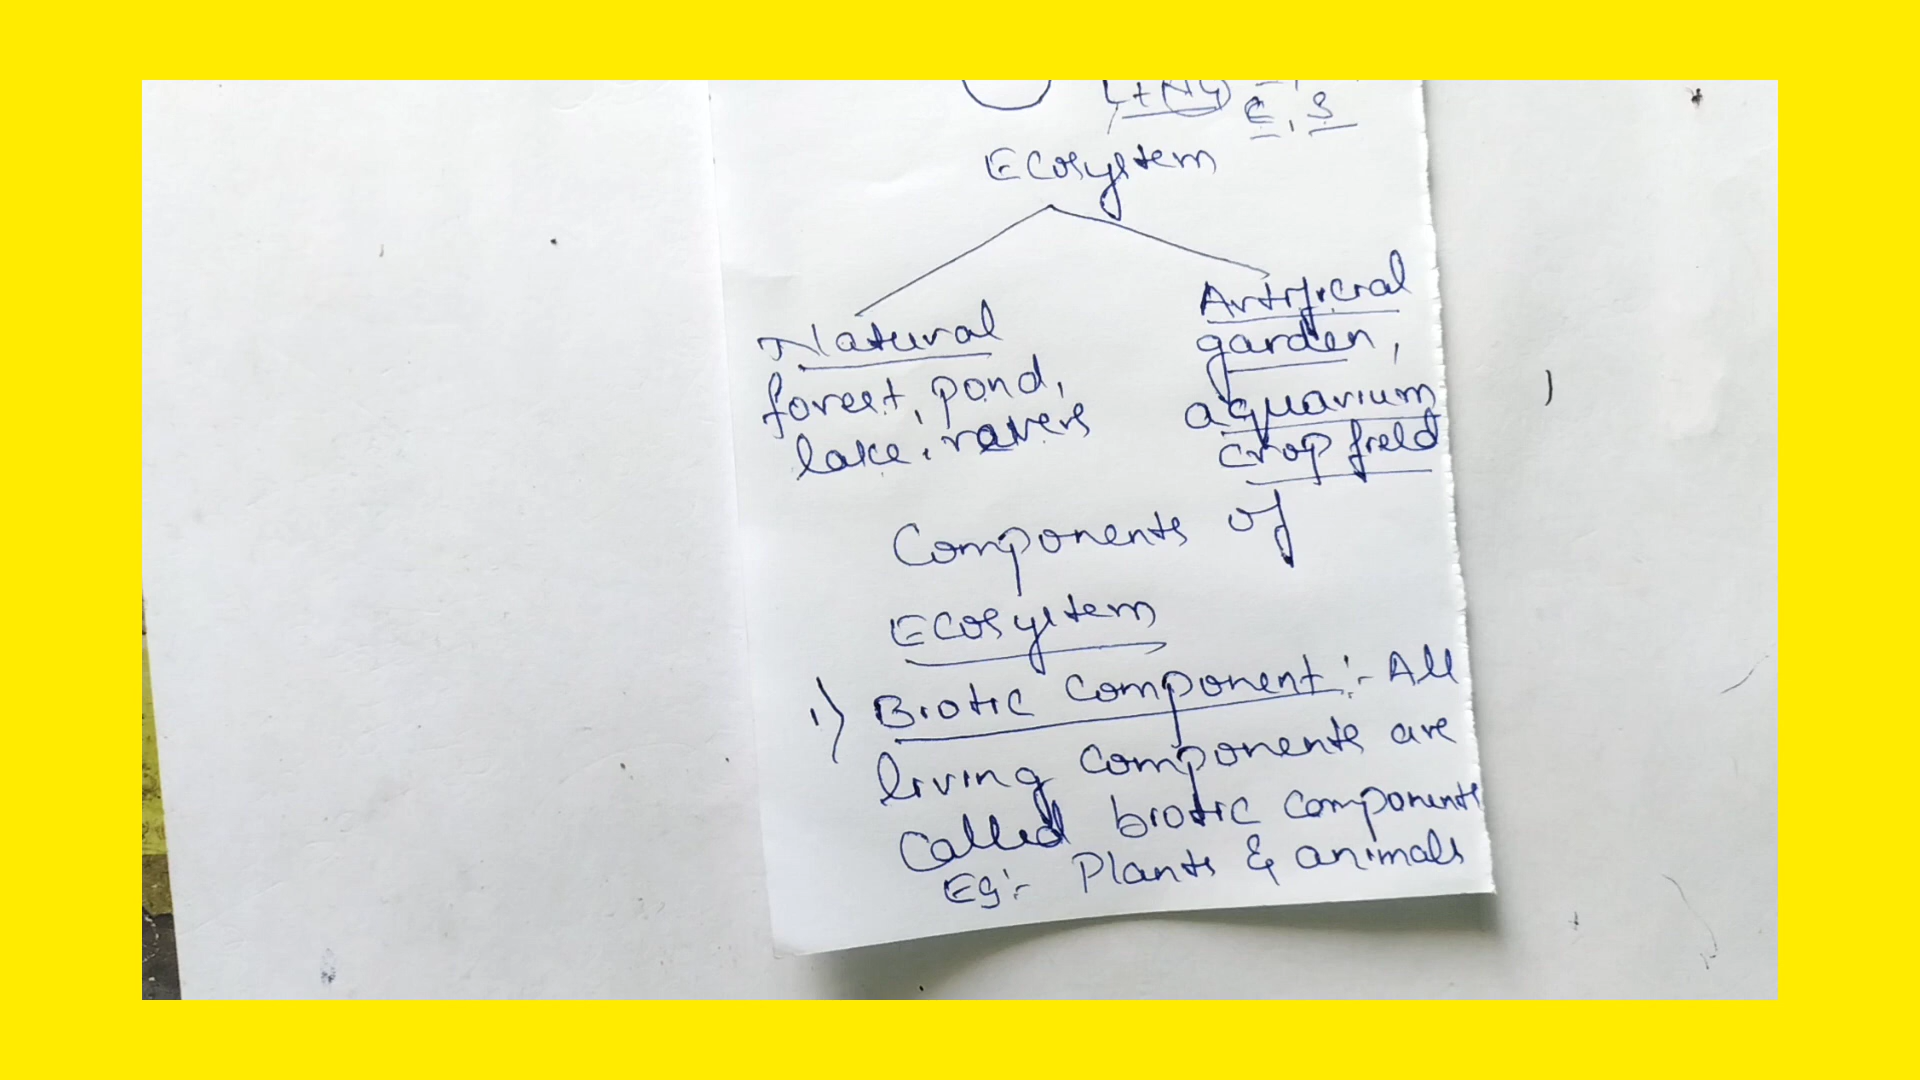 C, S
Ecosystem
Natural
forest, pond,
lake, ravers
Artificial
garden,
aquarium
crop field
Components of
Ecosystem
1) Biotic component :- All
living components are
called biotic components
Eg :- Plants & animals